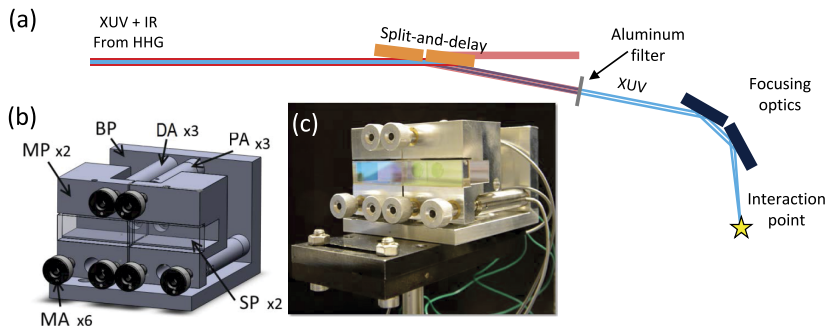 (a)
XUV + IR
From HHG
Split-and-delay
Aluminum
filter
XUV
Focusing
optics
Interaction
point
(b)
BP
DA x3
PA x3
MP x2
SP x2
MA
x6
(c)